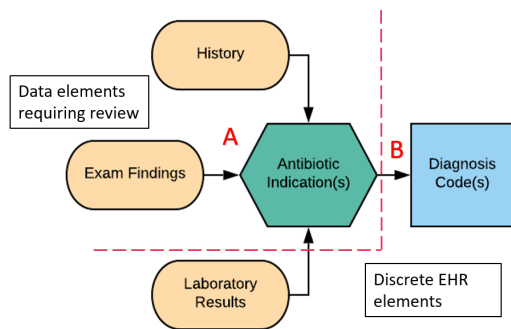 History
Data elements
requiring review
A
B
Exam Findings
Antibiotic
Indication(s)
Diagnosis
Code(s)
Laboratory
Results
Discrete EHR
elements